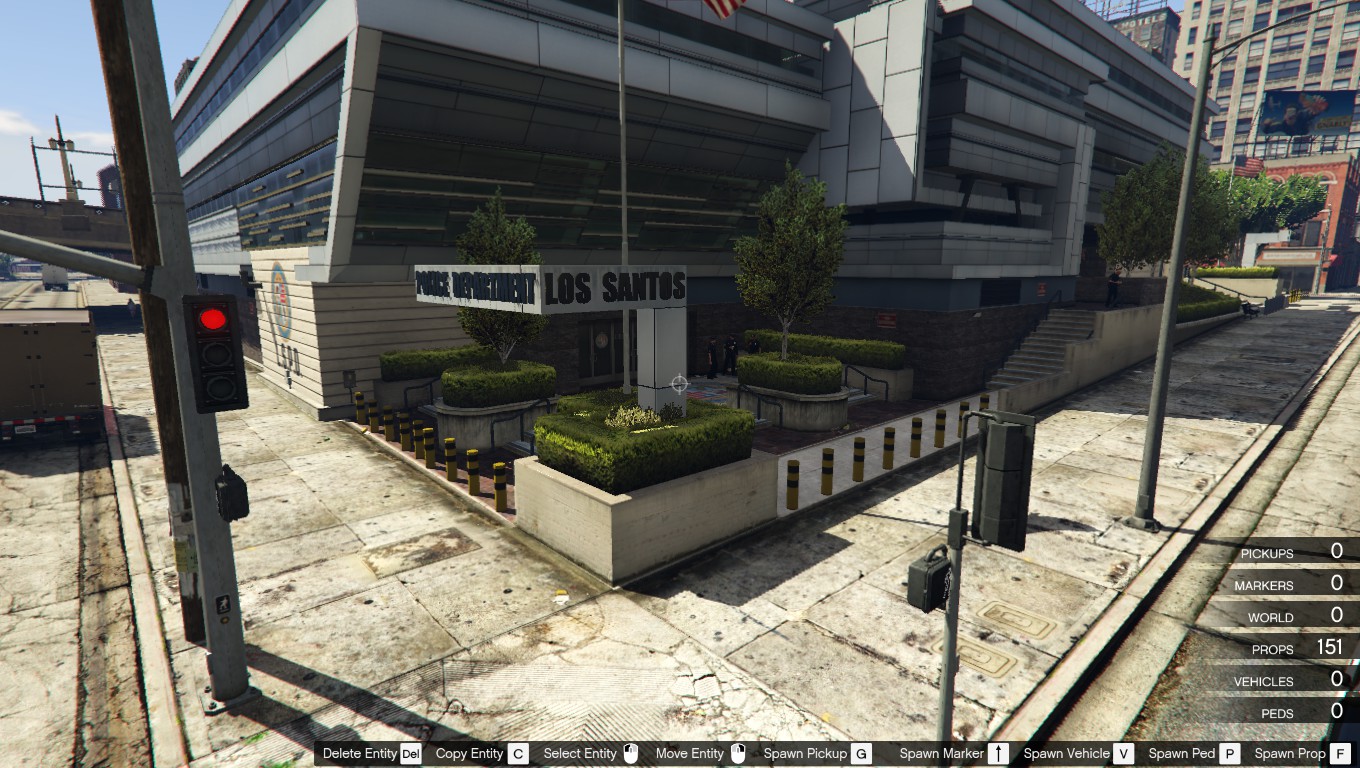 POLICE DEPARTMENT LOS SANTOS
PICKUPS 0
MARKERS 0
WORLD 0
PROPS 151
VEHICLES 0
PEDS 0
Delete Entity Del Copy Entity C Select Entity Move Entity Spawn Pickup G Spawn Marker ↑ Spawn Vehicle V Spawn Ped P Spawn Prop F